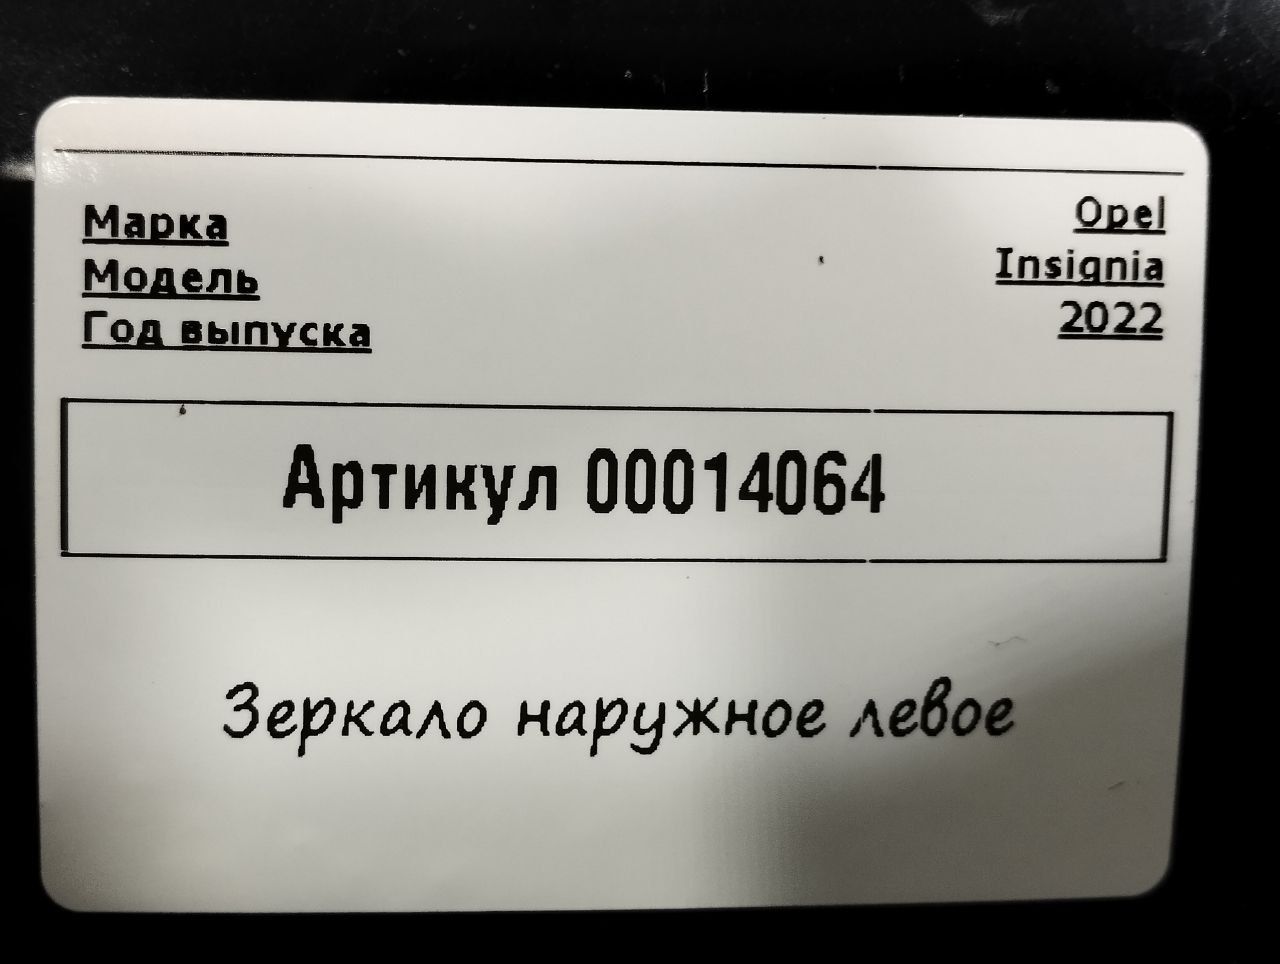 Марка Opel
Модель Insignia
Год выпуска 2022
Артикул 00014064
Зеркало наружное левое